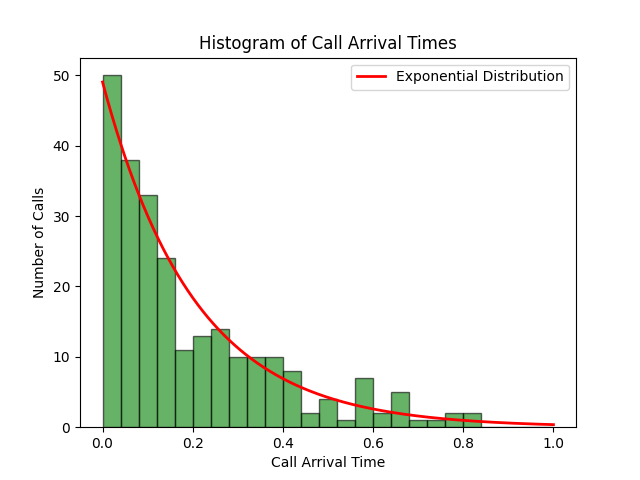 Histogram of Call Arrival Times
Exponential Distribution
Number of Calls
50
40
30
20
10
0
0.0 0.2 0.4 0.6 0.8 1.0
Call Arrival Time